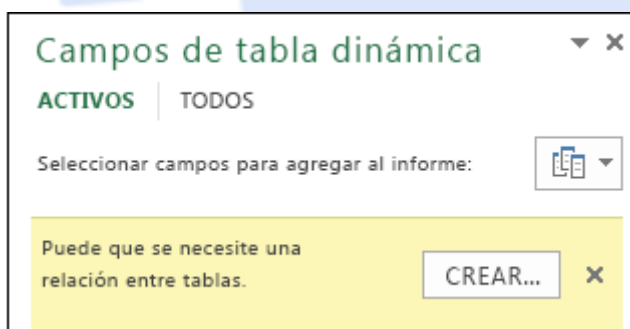 Campos de tabla dinámica
ACTIVOS TODOS
Seleccionar campos para agregar al informe:
Puede que se necesite una
relación entre tablas.
CREAR...